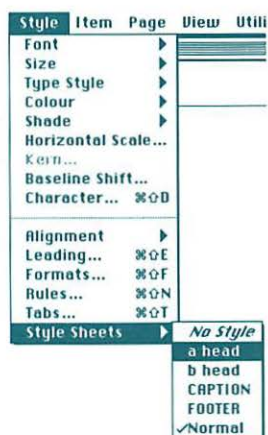 Style Item Page View Utili
Font
Size
Type Style
Colour
Shade
Horizontal Scale...
Kern...
Baseline Shift...
Character... ⌘⇧D
Alignment
Leading... ⌘⇧E
Formats... ⌘⇧F
Rules... ⌘⇧N
Tabs... ⌘⇧T
Style Sheets No Style
a head
b head
CAPTION
FOOTER
✓Normal